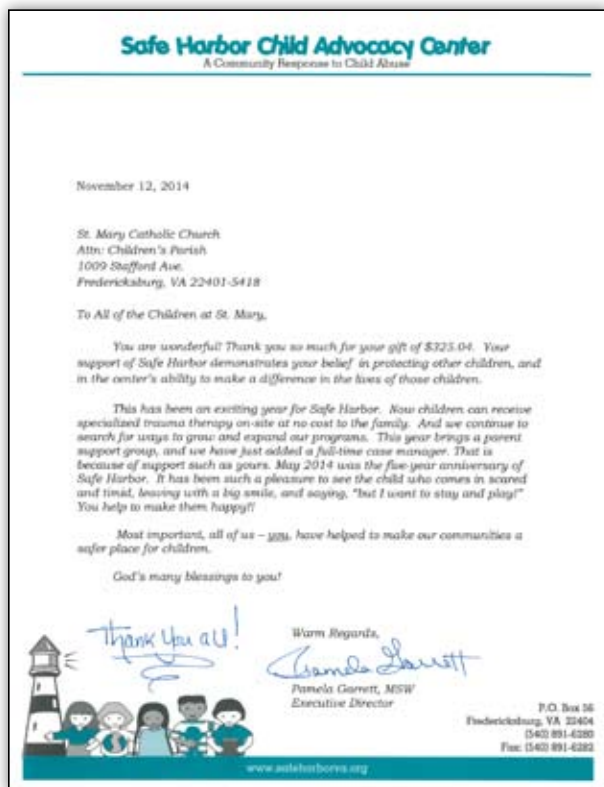 Safe Harbor Child Advocacy Center
A Community Response to Child Abuse
November 12, 2014
St. Mary Catholic Church
Attn: Children's Parish
1009 Stafford Ave.
Fredericksburg, VA 22401-5418
To All of the Children at St. Mary,
You are wonderful! Thank you so much for your gift of $325.04. Your
support of Safe Harbor demonstrates your belief in protecting other children, and
in the center's ability to make a difference in the lives of those children.
This has been an exciting year for Safe Harbor. Now children can receive
specialized trauma therapy on-site at no cost to the family. And we continue to
search for ways to grow and expand our programs. This year brings a parent
support group, and we have just added a full-time case manager. That is
because of support such as yours. May 2014 was the five-year anniversary of
Safe Harbor. It has been such a pleasure to see the child who comes in scared
and timid, leaving with a big smile, and saying, "but I want to stay and play!"
You help to make them happy!!
Most important, all of us – you, have helped to make our communities a
safer place for children.
God's many blessings to you!
Thank You all!
Warm Regards,
Pamela Garrett
Pamela Garrett, MSW
Executive Director
P.O. Box 56
Fredericksburg, VA 22404
(540) 891-6280
Fax: (540) 891-6282
www.safeharborva.org